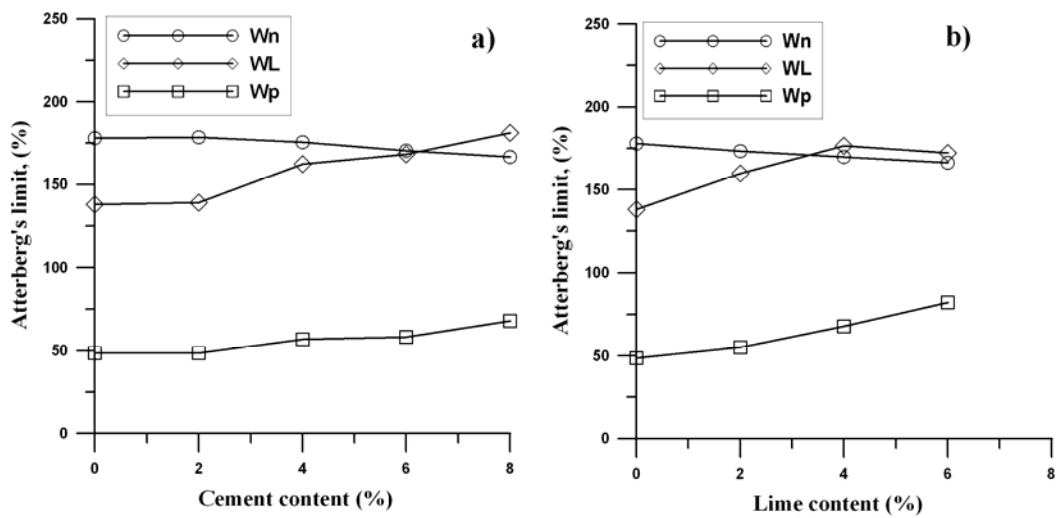 Wn
WL
Wp
a)
250
200
150
100
50
0
0 2 4 6 8
Atterberg's limit, (%)
Cement content (%)
Wn
WL
Wp
b)
250
200
150
100
50
0
0 2 4 6 8
Atterberg's limit, (%)
Lime content (%)